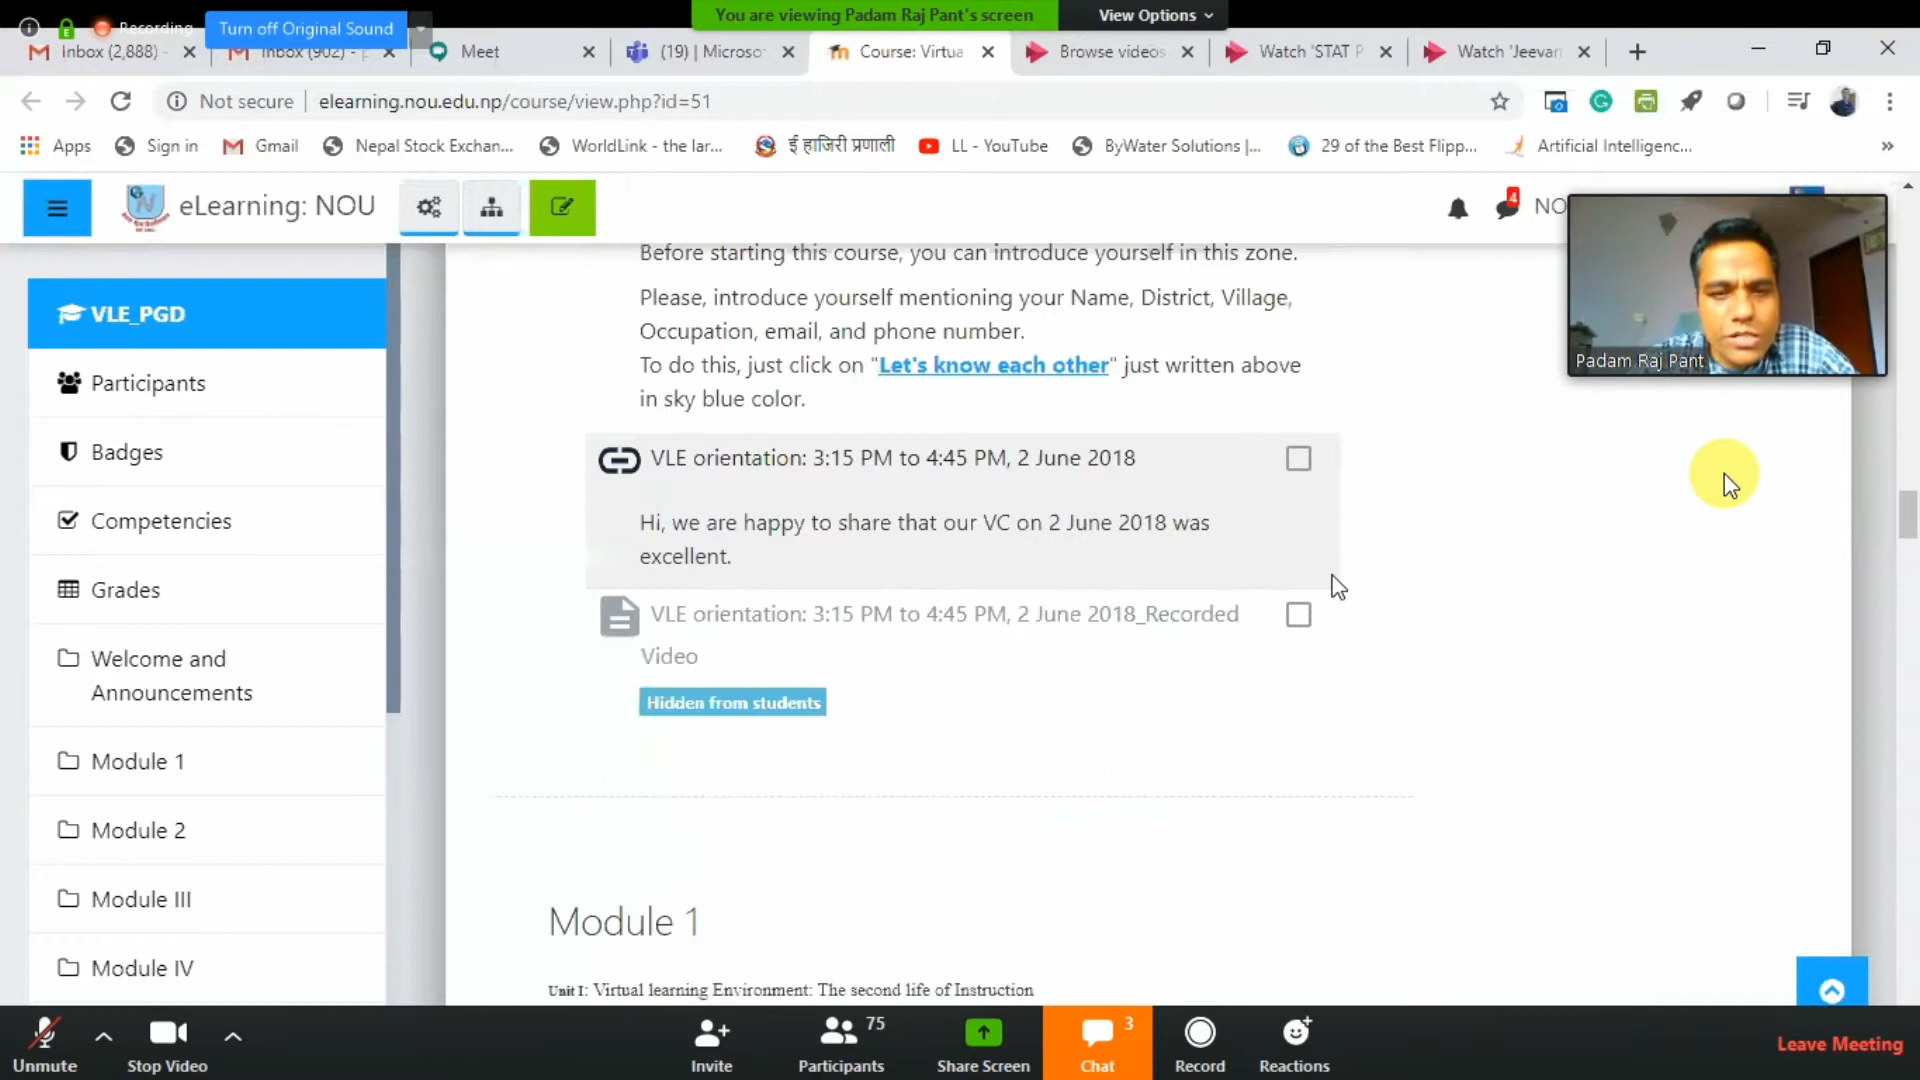 Recording
Turn off Original Sound
You are viewing Padam Raj Pant's screen
View Options
Inbox (2,888) -
Inbox (902) -
Meet
(19) | Microso
Course: Virtua
Browse videos
Watch 'STAT P
Watch 'Jeevan
Not secure
elearning.nou.edu.np/course/view.php?id=51
Apps
Sign in
Gmail
Nepal Stock Exchan...
WorldLink - the lar...
ई हाजिरी प्रणाली
LL - YouTube
ByWater Solutions |...
29 of the Best Flipp...
Artificial Intelligenc...
»
eLearning: NOU
4
NO
Padam Raj Pant
VLE_PGD
Participants
Badges
Competencies
Grades
Welcome and
Announcements
Module 1
Module 2
Module III
Module IV
Before starting this course, you can introduce yourself in this zone.
Please, introduce yourself mentioning your Name, District, Village,
Occupation, email, and phone number.
To do this, just click on "Let's know each other" just written above
in sky blue color.
VLE orientation: 3:15 PM to 4:45 PM, 2 June 2018
Hi, we are happy to share that our VC on 2 June 2018 was
excellent.
VLE orientation: 3:15 PM to 4:45 PM, 2 June 2018_Recorded
Video
Hidden from students
Module 1
Unit I: Virtual learning Environment: The second life of Instruction
Unmute
Stop Video
Invite
75
Participants
Share Screen
3
Chat
Record
Reactions
Leave Meeting